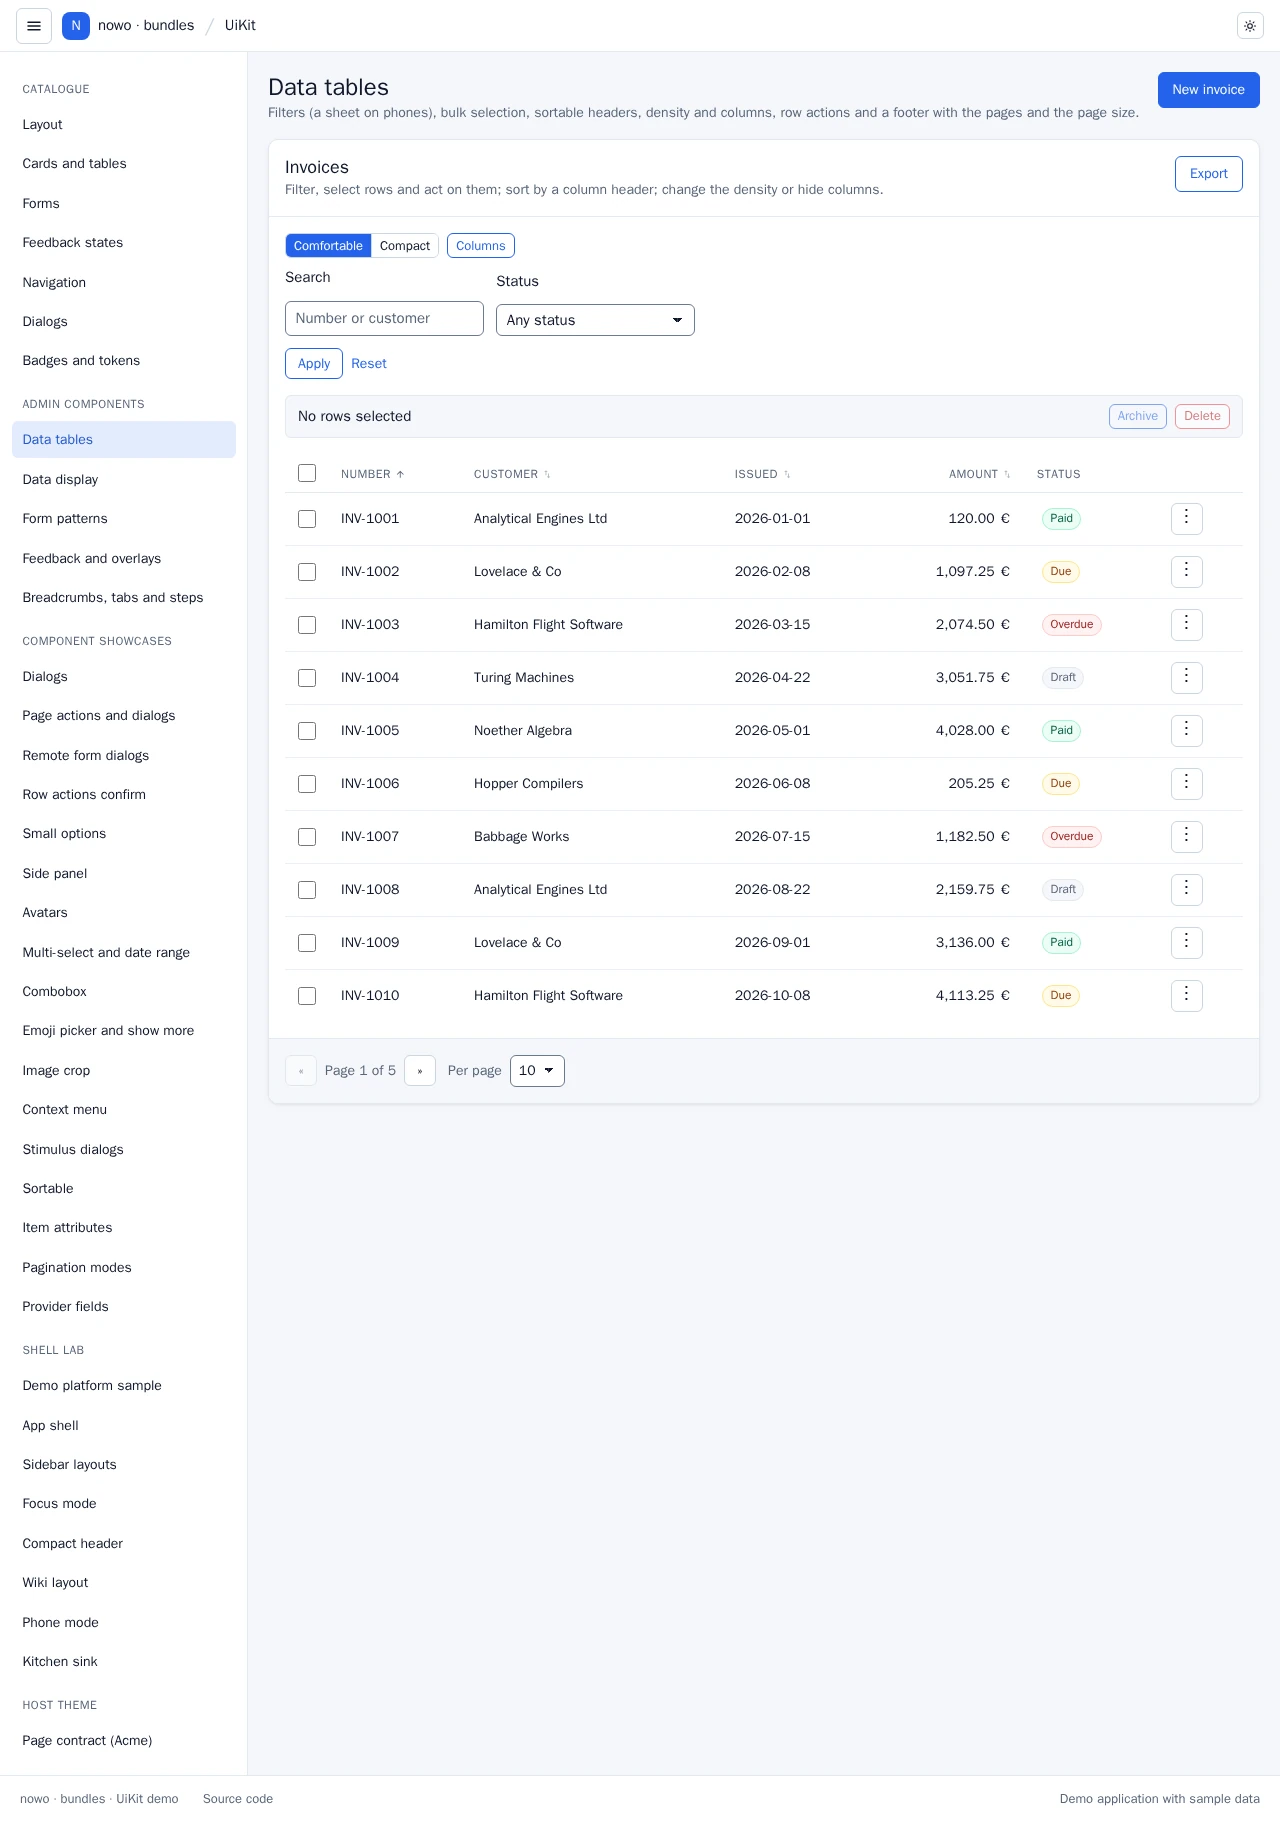 N nowo · bundles / UiKit
CATALOGUE
Layout
Cards and tables
Forms
Feedback states
Navigation
Dialogs
Badges and tokens
ADMIN COMPONENTS
Data tables
Data display
Form patterns
Feedback and overlays
Breadcrumbs, tabs and steps
COMPONENT SHOWCASES
Dialogs
Page actions and dialogs
Remote form dialogs
Row actions confirm
Small options
Side panel
Avatars
Multi-select and date range
Combobox
Emoji picker and show more
Image crop
Context menu
Stimulus dialogs
Sortable
Item attributes
Pagination modes
Provider fields
SHELL LAB
Demo platform sample
App shell
Sidebar layouts
Focus mode
Compact header
Wiki layout
Phone mode
Kitchen sink
HOST THEME
Page contract (Acme)
Data tables
Filters (a sheet on phones), bulk selection, sortable headers, density and columns, row actions and a footer with the pages and the page size.
New invoice
Invoices
Filter, select rows and act on them; sort by a column header; change the density or hide columns.
Export
Comfortable Compact Columns
Search Status
Number or customer Any status
Apply Reset
No rows selected Archive Delete
NUMBER ↑ CUSTOMER ↑↓ ISSUED ↑↓ AMOUNT ↑↓ STATUS
INV-1001 Analytical Engines Ltd 2026-01-01 120.00 € Paid ⋮
INV-1002 Lovelace & Co 2026-02-08 1,097.25 € Due ⋮
INV-1003 Hamilton Flight Software 2026-03-15 2,074.50 € Overdue ⋮
INV-1004 Turing Machines 2026-04-22 3,051.75 € Draft ⋮
INV-1005 Noether Algebra 2026-05-01 4,028.00 € Paid ⋮
INV-1006 Hopper Compilers 2026-06-08 205.25 € Due ⋮
INV-1007 Babbage Works 2026-07-15 1,182.50 € Overdue ⋮
INV-1008 Analytical Engines Ltd 2026-08-22 2,159.75 € Draft ⋮
INV-1009 Lovelace & Co 2026-09-01 3,136.00 € Paid ⋮
INV-1010 Hamilton Flight Software 2026-10-08 4,113.25 € Due ⋮
« Page 1 of 5 » Per page 10
nowo · bundles · UiKit demo Source code Demo application with sample data